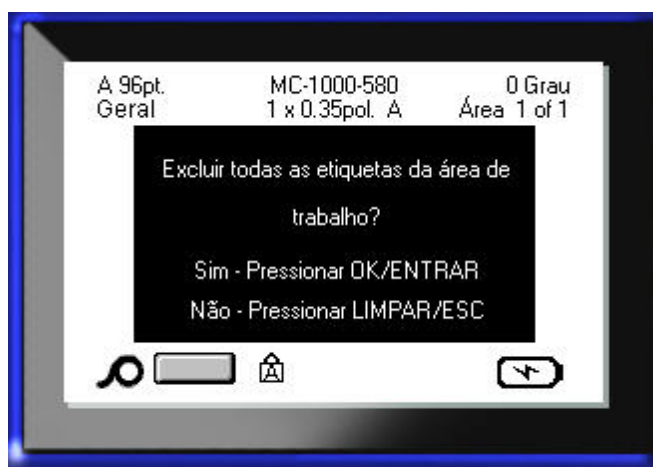 A 96pt. MC-1000-580 0 Grau
Geral 1 x 0.35pol. A Área 1 of 1
Excluir todas as etiquetas da área de
trabalho?
Sim - Pressionar OK/ENTRAR
Não - Pressionar LIMPAR/ESC
A